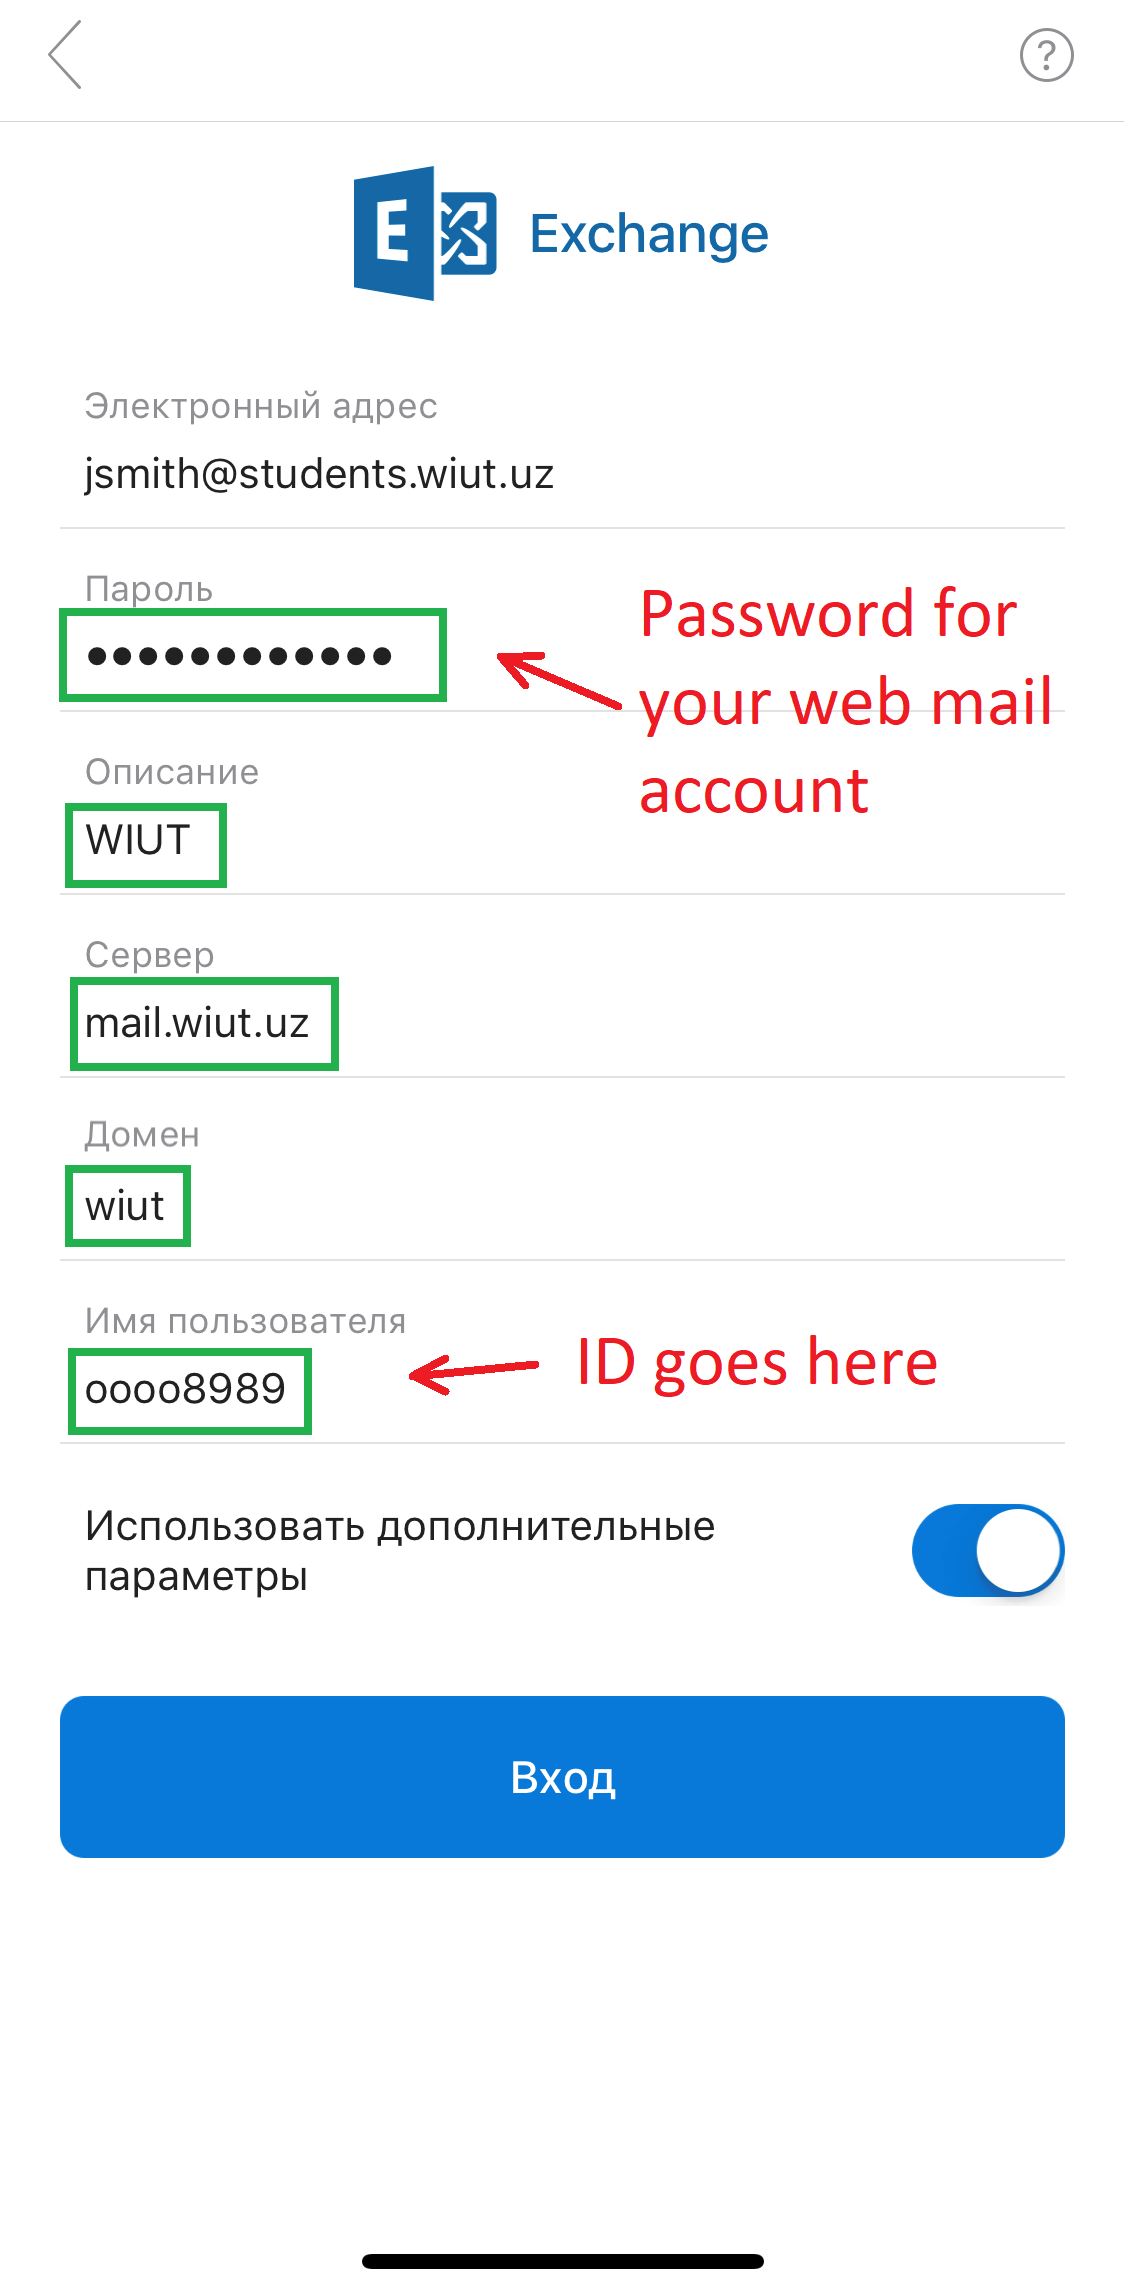 ?
Exchange
Электронный адрес
jsmith@students.wiut.uz
Пароль
••••••••••••
Password for
your web mail
account
Описание
WIUT
Сервер
mail.wiut.uz
Домен
wiut
Имя пользователя
oooo8989
ID goes here
Использовать дополнительные
параметры
Вход